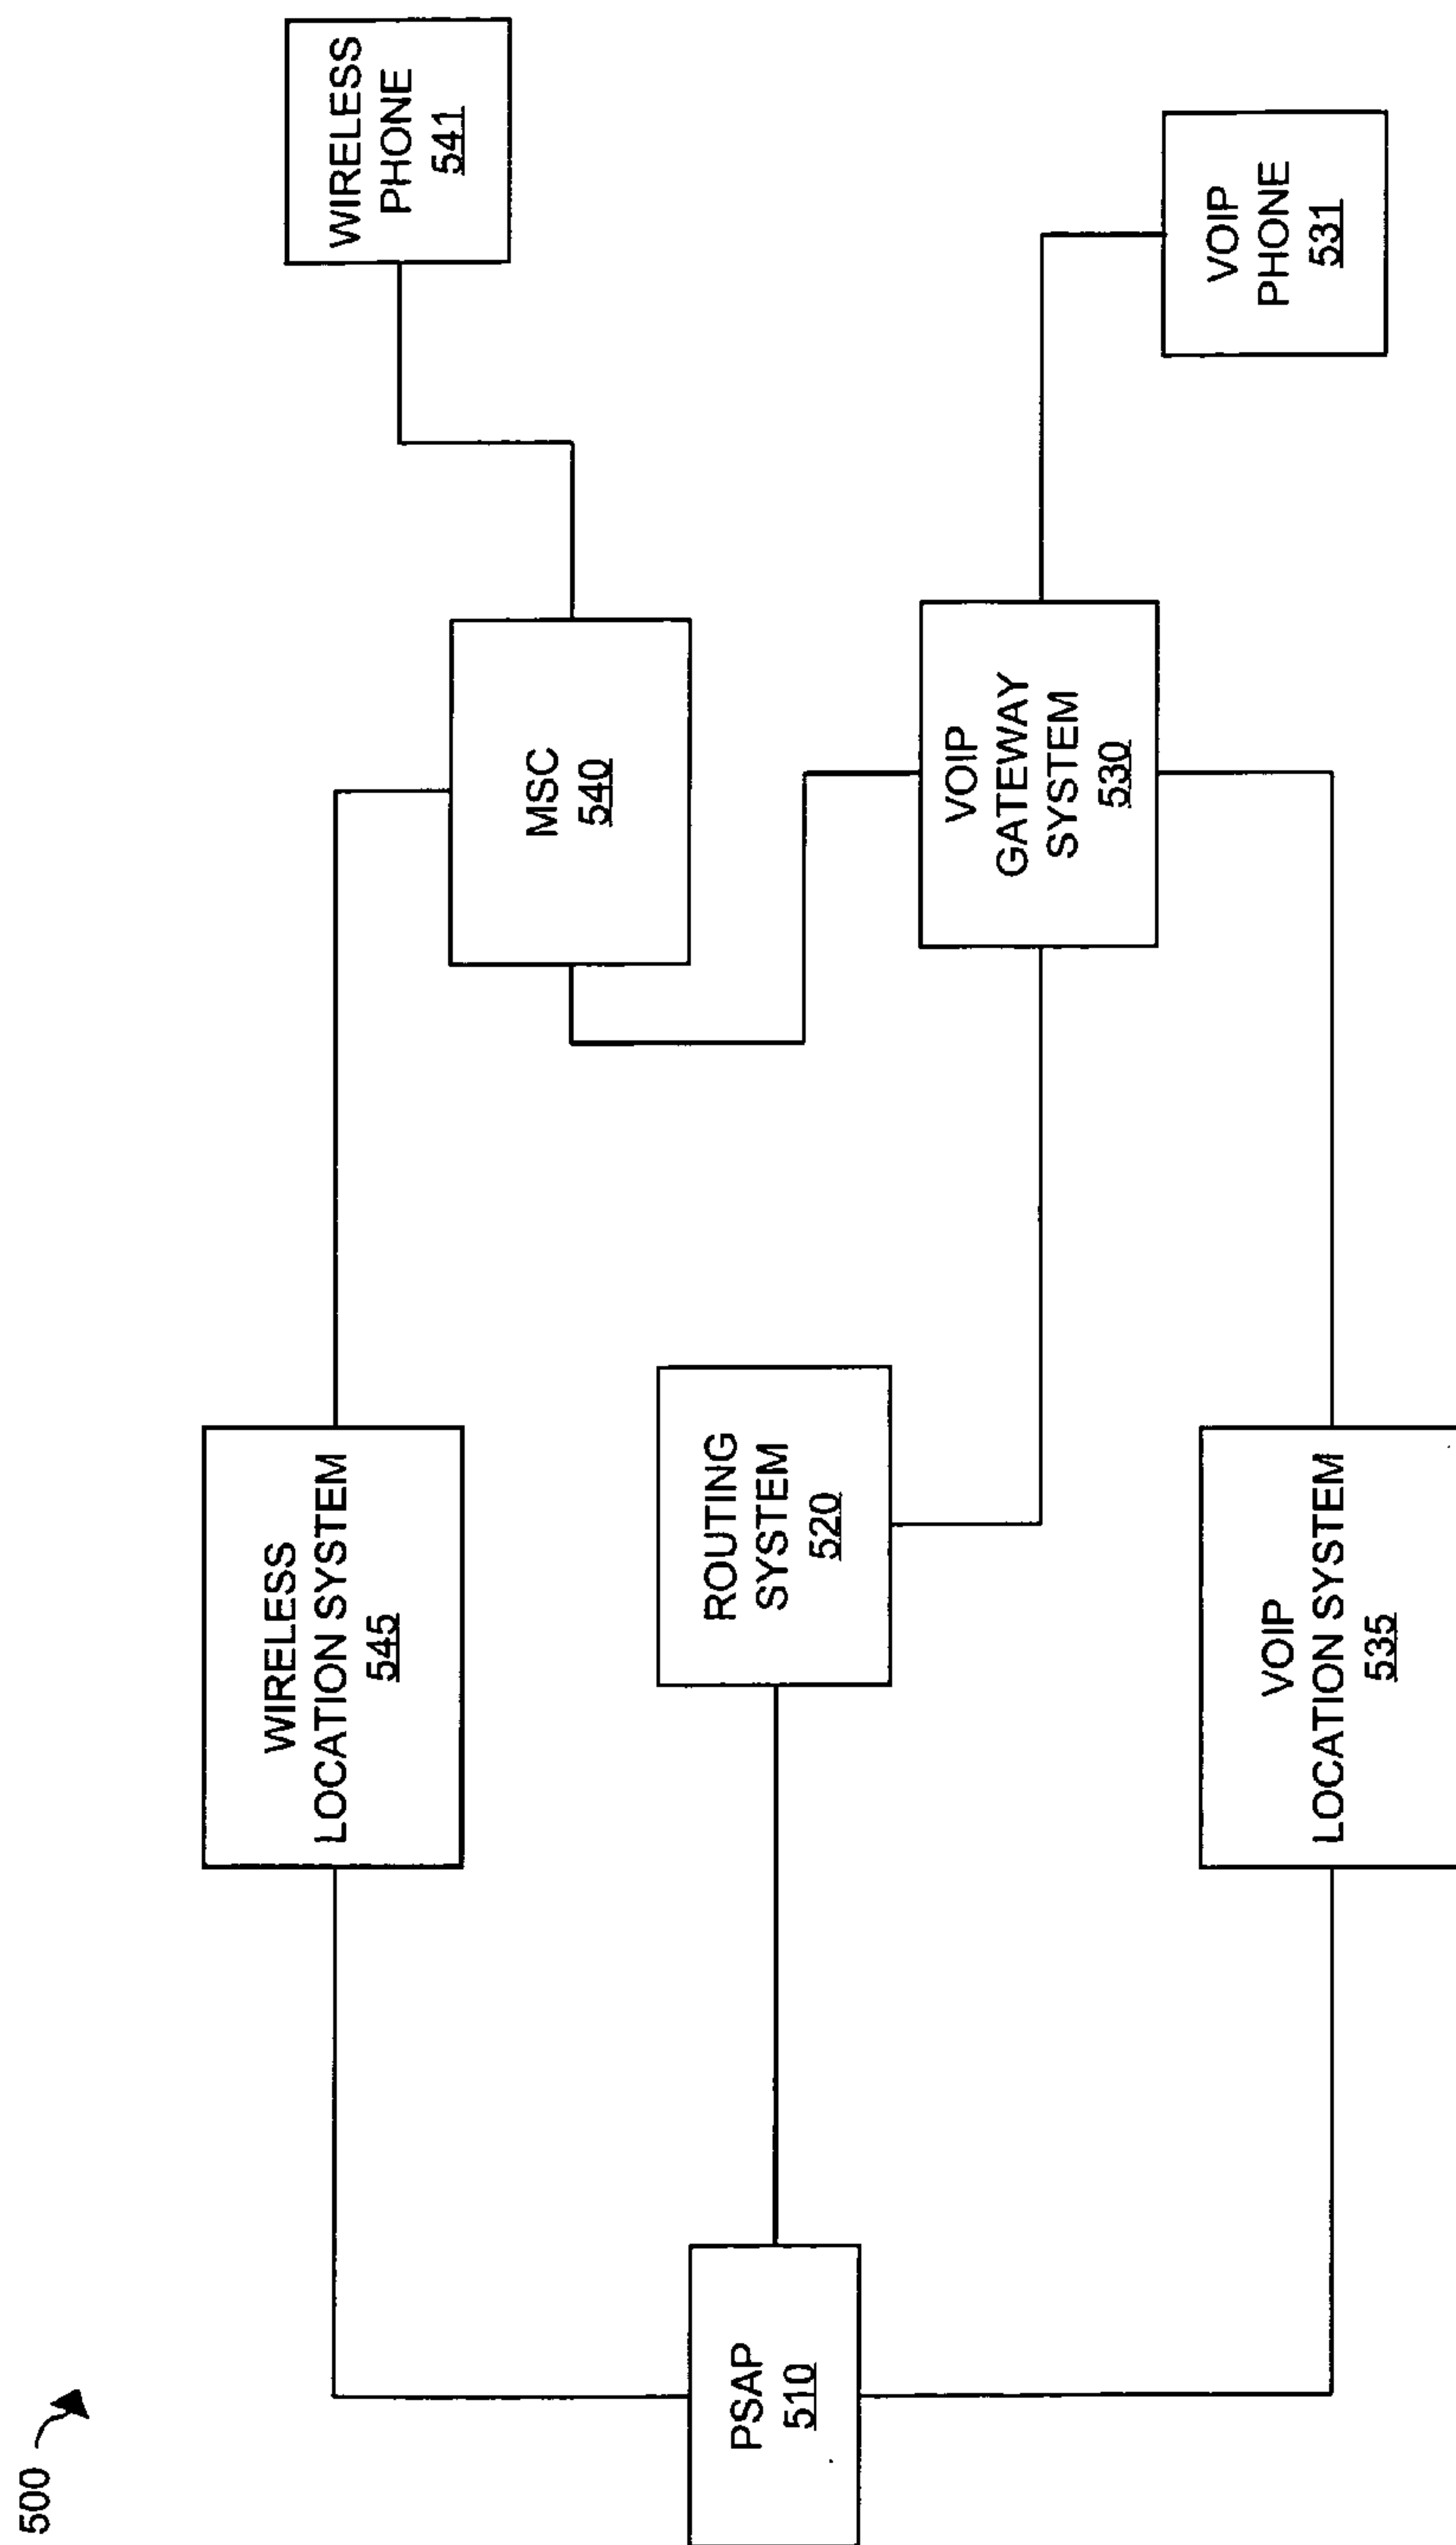 500
WIRELESS
PHONE
541
MSC
540
WIRELESS
LOCATION SYSTEM
545
VOIP
PHONE
531
VOIP
GATEWAY
SYSTEM
530
ROUTING
SYSTEM
520
PSAP
510
VOIP
LOCATION SYSTEM
535